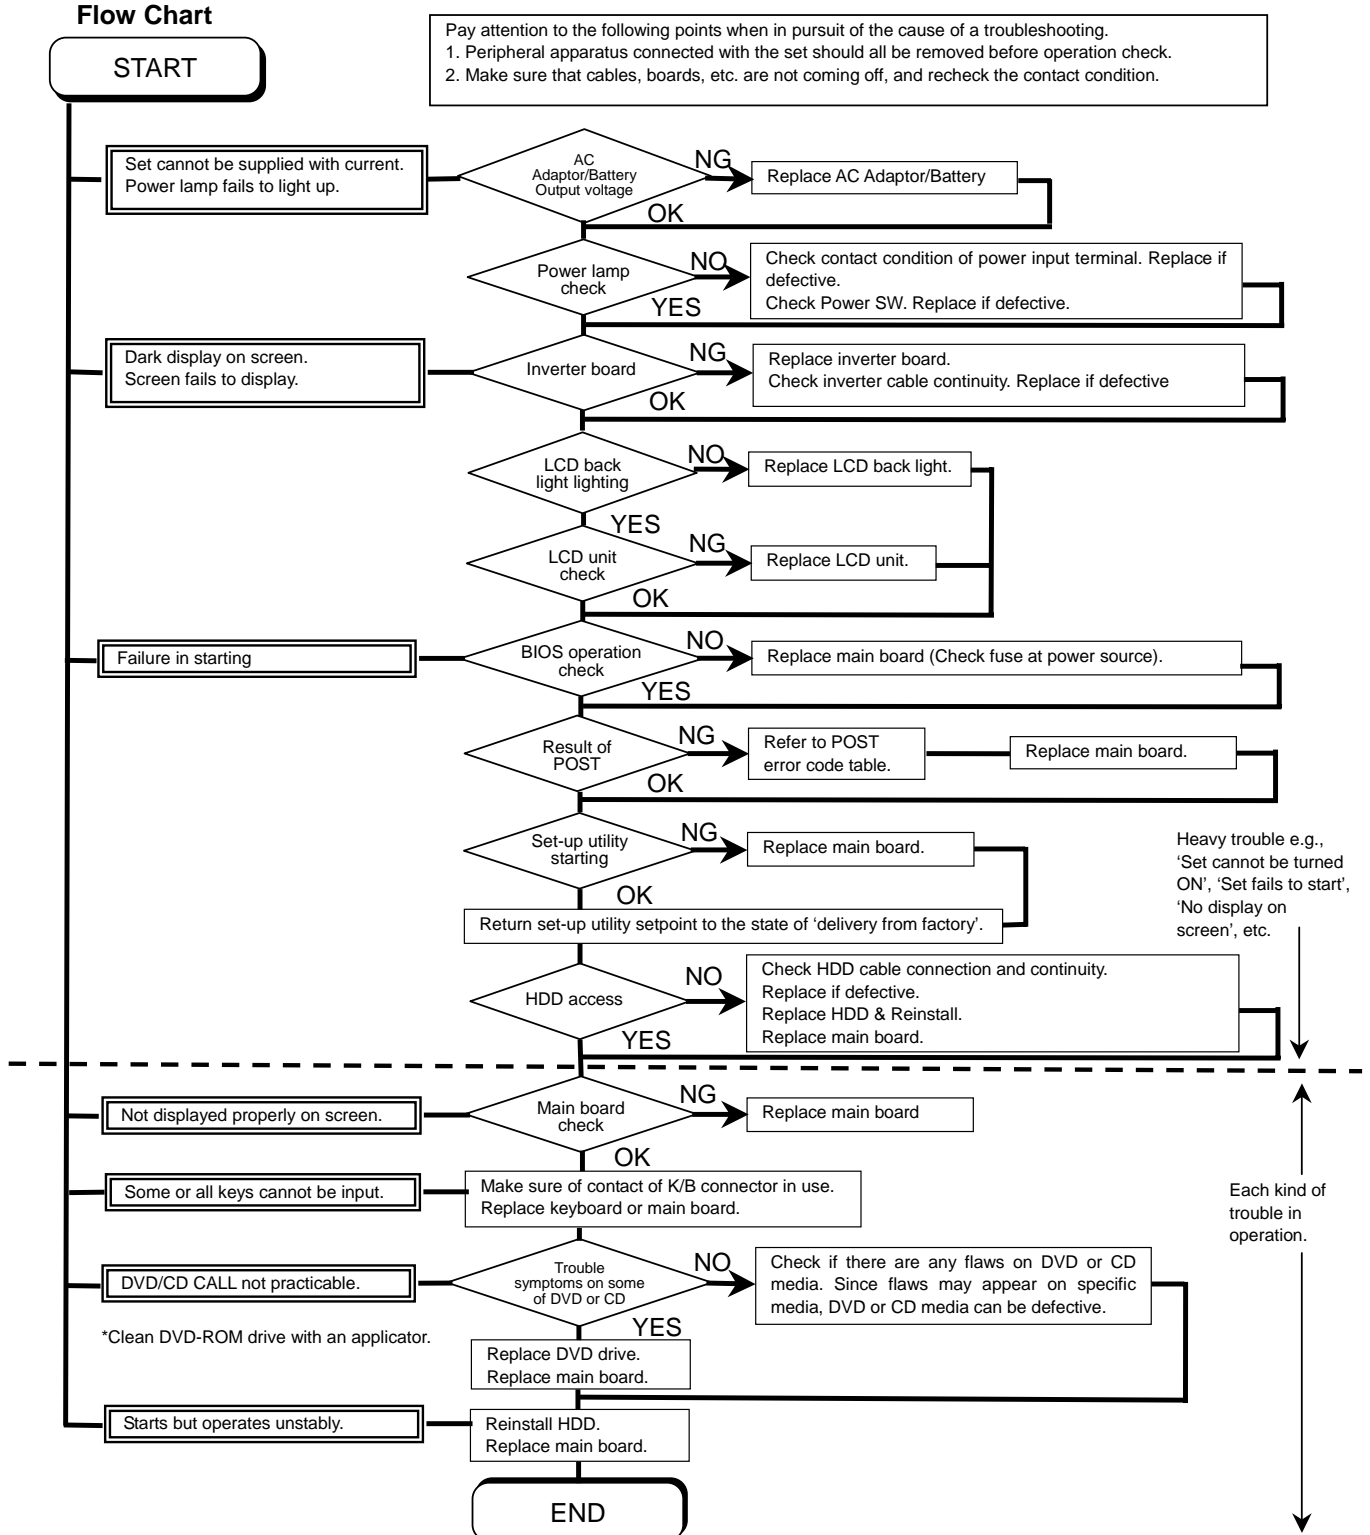 Flow Chart
START
Pay attention to the following points when in pursuit of the cause of a troubleshooting.
1. Peripheral apparatus connected with the set should all be removed before operation check.
2. Make sure that cables, boards, etc. are not coming off, and recheck the contact condition.
Set cannot be supplied with current.
Power lamp fails to light up.
AC
Adaptor/Battery
Output voltage
NG
Replace AC Adaptor/Battery
OK
Power lamp
check
NO
Check contact condition of power input terminal. Replace if
defective.
Check Power SW. Replace if defective.
YES
Dark display on screen.
Screen fails to display.
Inverter board
NG
Replace inverter board.
Check inverter cable continuity. Replace if defective
OK
LCD back
light lighting
NO
Replace LCD back light.
YES
LCD unit
check
NG
Replace LCD unit.
OK
Failure in starting
BIOS operation
check
NO
Replace main board (Check fuse at power source).
YES
Result of
POST
NG
Refer to POST
error code table.
Replace main board.
OK
Set-up utility
starting
NG
Replace main board.
OK
Return set-up utility setpoint to the state of ‘delivery from factory’.
Heavy trouble e.g.,
‘Set cannot be turned
ON’, ‘Set fails to start’,
‘No display on
screen’, etc.
HDD access
NO
Check HDD cable connection and continuity.
Replace if defective.
Replace HDD & Reinstall.
Replace main board.
YES
Not displayed properly on screen.
Main board
check
NG
Replace main board
OK
Some or all keys cannot be input.
Make sure of contact of K/B connector in use.
Replace keyboard or main board.
Each kind of
trouble in
operation.
DVD/CD CALL not practicable.
Trouble
symptoms on some
of DVD or CD
NO
Check if there are any flaws on DVD or CD
media. Since flaws may appear on specific
media, DVD or CD media can be defective.
YES
*Clean DVD-ROM drive with an applicator.
Replace DVD drive.
Replace main board.
Starts but operates unstably.
Reinstall HDD.
Replace main board.
END